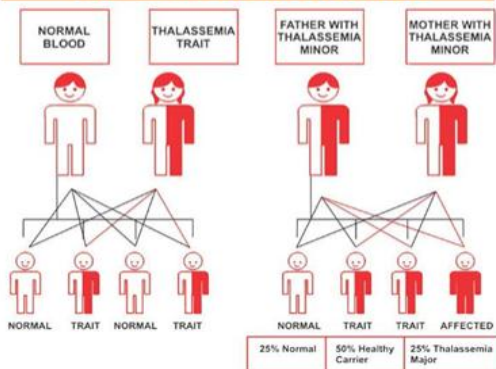 NORMAL
BLOOD
THALASSEMIA
TRAIT
FATHER WITH
THALASSEMIA
MINOR
MOTHER WITH
THALASSEMIA
MINOR
NORMAL
TRAIT
NORMAL
TRAIT
NORMAL
TRAIT
TRAIT
AFFECTED
25% Normal
50% Healthy
Carrier
25% Thalassemia
Major